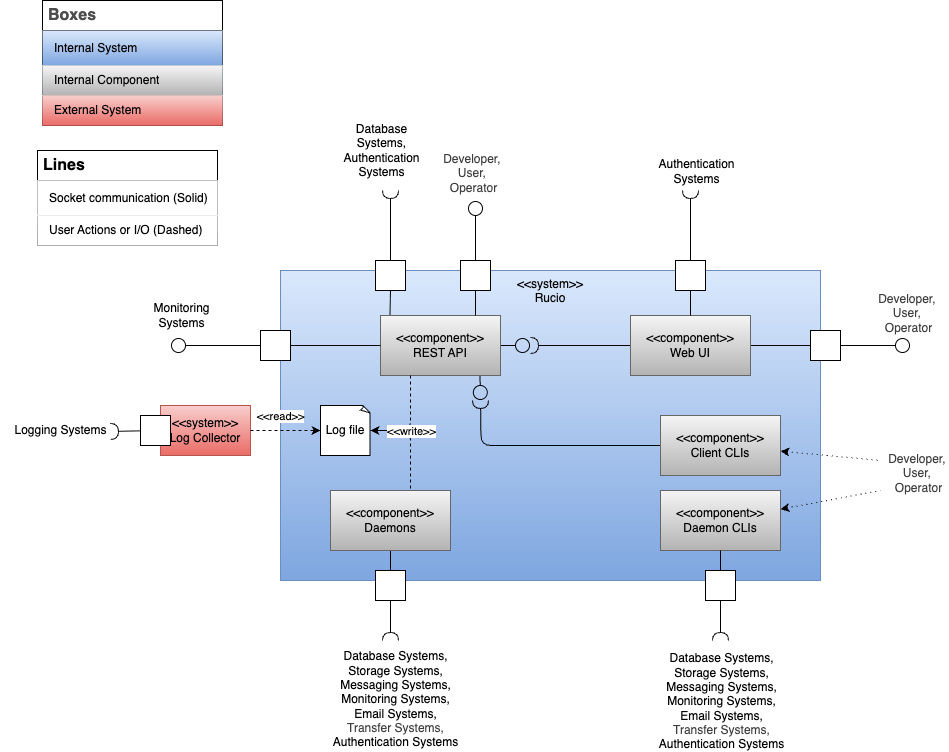 Boxes
Internal System
Internal Component
External System
Lines
Socket communication (Solid)
User Actions or I/O (Dashed)
Database
Systems,
Authentication
Systems
Developer,
User,
Operator
Authentication
Systems
<<system>>
Rucio
Monitoring
Systems
<<component>>
REST API
<<component>>
Web UI
Developer,
User,
Operator
Logging Systems
<<system>>
Log Collector
<<read>>
Log file
<<write>>
<<component>>
Client CLIs
Developer,
User,
Operator
<<component>>
Daemons
<<component>>
Daemon CLIs
Database Systems,
Storage Systems,
Messaging Systems,
Monitoring Systems,
Email Systems,
Transfer Systems,
Authentication Systems
Database Systems,
Storage Systems,
Messaging Systems,
Monitoring Systems,
Email Systems,
Transfer Systems,
Authentication Systems